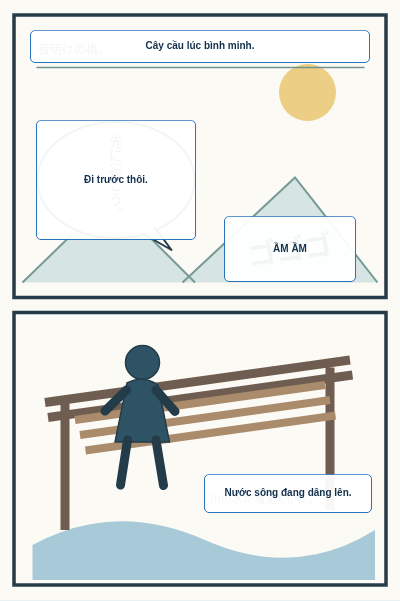 Cây cầu lúc bình minh.
Đi trước thôi.
ẦM ẦM
Nước sông đang dâng lên.